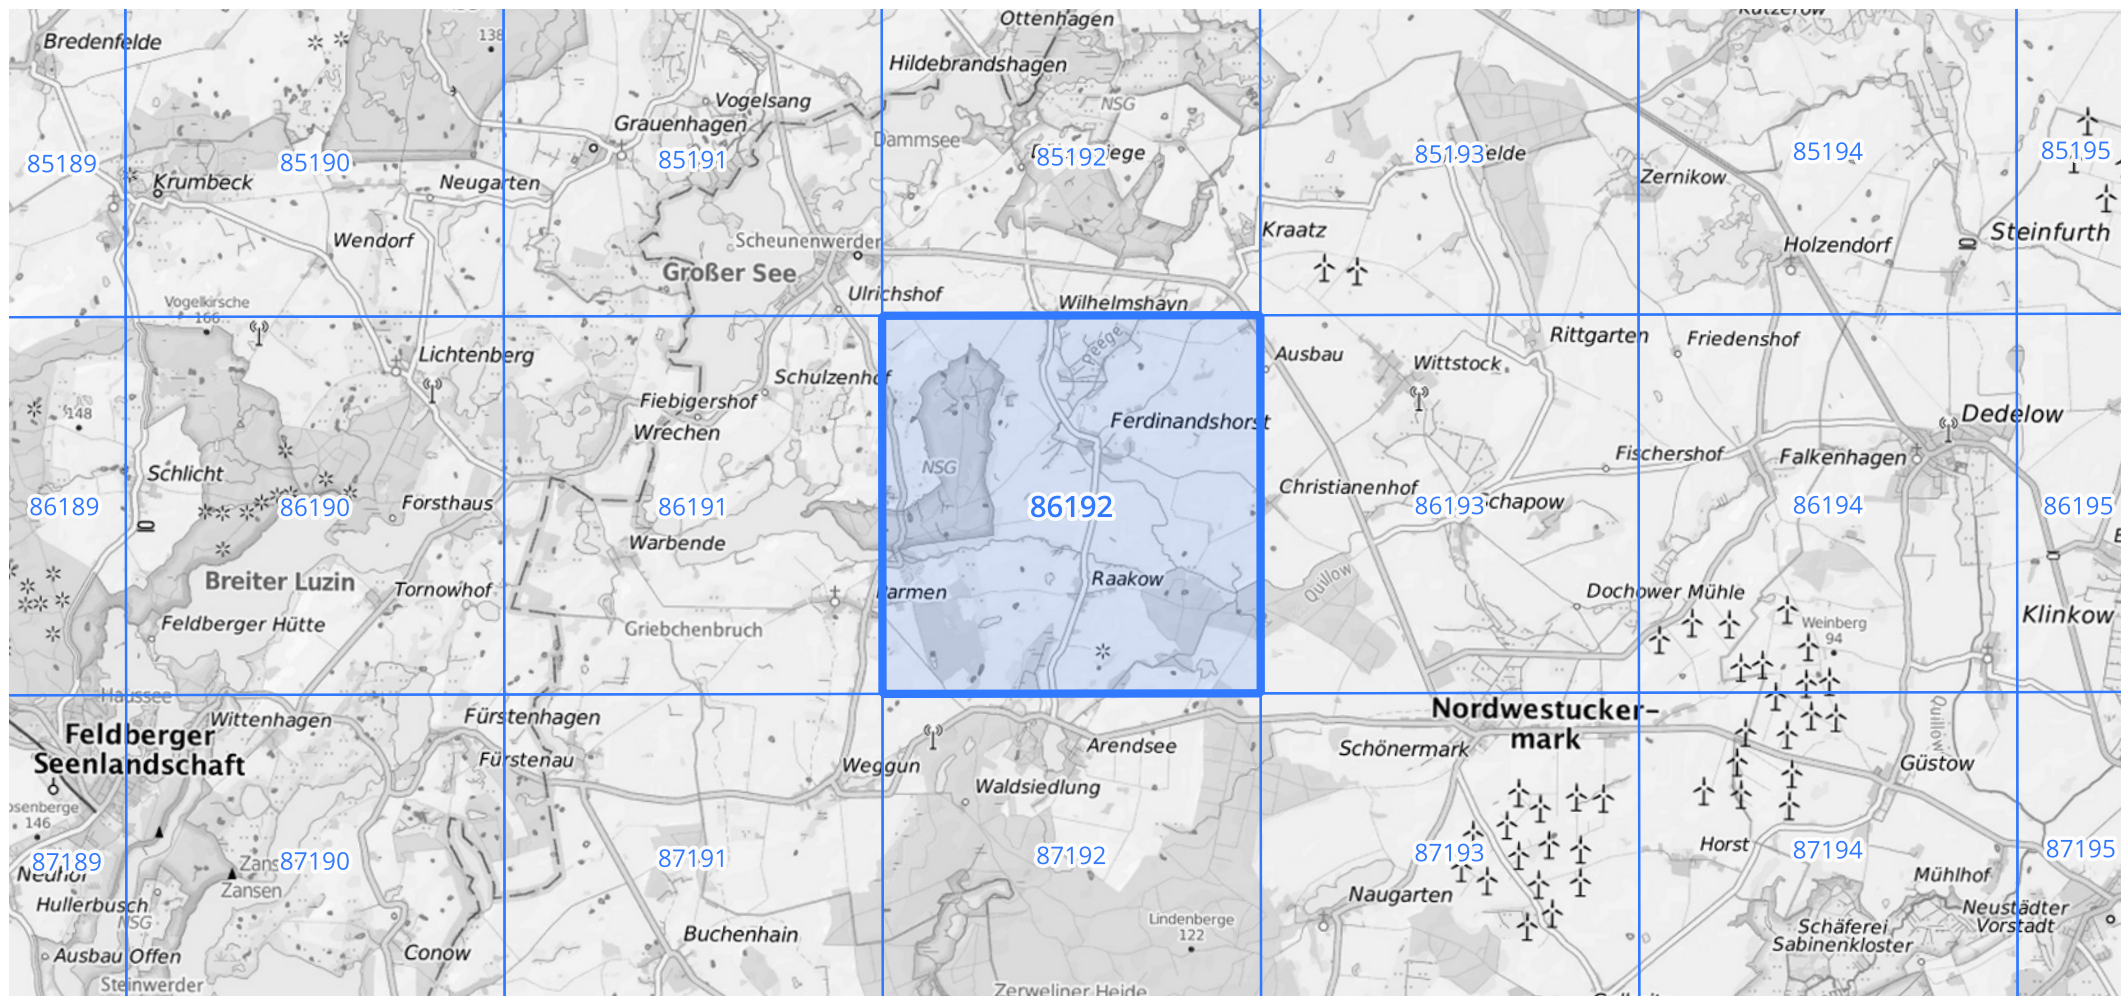 Ottenhagen
Bredenfelde
138
Hildebrandshagen
Vogelsang
NSG
Grauenhagen
Dammsee
85189
85190
85191
85192
85193
85194
85195
Krumbeck
Neugarten
Zernikow
Wendorf
Scheunenwerder
Kraatz
Holzendorf
Steinfurth
Großer See
Ulrichshof
Wilhelmshayn
Vogelkirsche
166
Lichtenberg
Schulzenhof
Ausbau
Wittstock
Rittgarten
Friedenshof
Fiebigershof
Wrechen
Ferdinandshorst
Dedelow
148
Schlicht
NSG
Fischershof
Falkenhagen
Forsthaus
Christianenhof
86189
86190
86191
86192
86193
86194
86195
Warbende
Breiter Luzin
Tornowhof
Parmen
Raakow
Quillow
Dochower Mühle
Feldberger Hütte
Griebchenbruch
Weinberg
94
Klinkow
Haussee
Wittenhagen
Fürstenhagen
Nordwestucker-
mark
Feldberger
Seenlandschaft
Fürstenau
Weggun
Arendsee
Schönermark
Quillow
Güstow
Waldsiedlung
146
Horst
87189
87190
87191
87192
87193
87194
87195
Neuhof
Zansen
Mühlhof
Hullerbusch
NSG
Naugarten
Lindenberge
122
Schäferei
Sabinenkloster
Neustädter
Vorstadt
Ausbau Offen
Conow
Buchenhain
Steinwerder
Zerweliner Heide